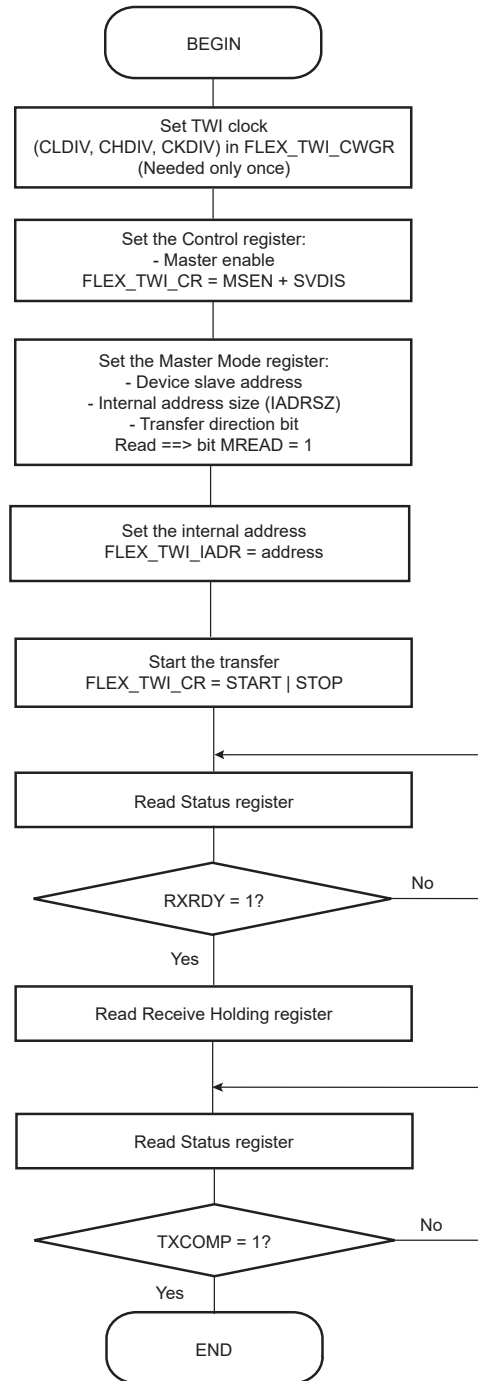 BEGIN
Set TWI clock
(CLDIV, CHDIV, CKDIV) in FLEX_TWI_CWGR
(Needed only once)
Set the Control register:
- Master enable
FLEX_TWI_CR = MSEN + SVDIS
Set the Master Mode register:
- Device slave address
- Internal address size (IADRSZ)
- Transfer direction bit
Read ==> bit MREAD = 1
Set the internal address
FLEX_TWI_IADR = address
Start the transfer
FLEX_TWI_CR = START | STOP
Read Status register
RXRDY = 1?
No
Yes
Read Receive Holding register
Read Status register
TXCOMP = 1?
No
Yes
END